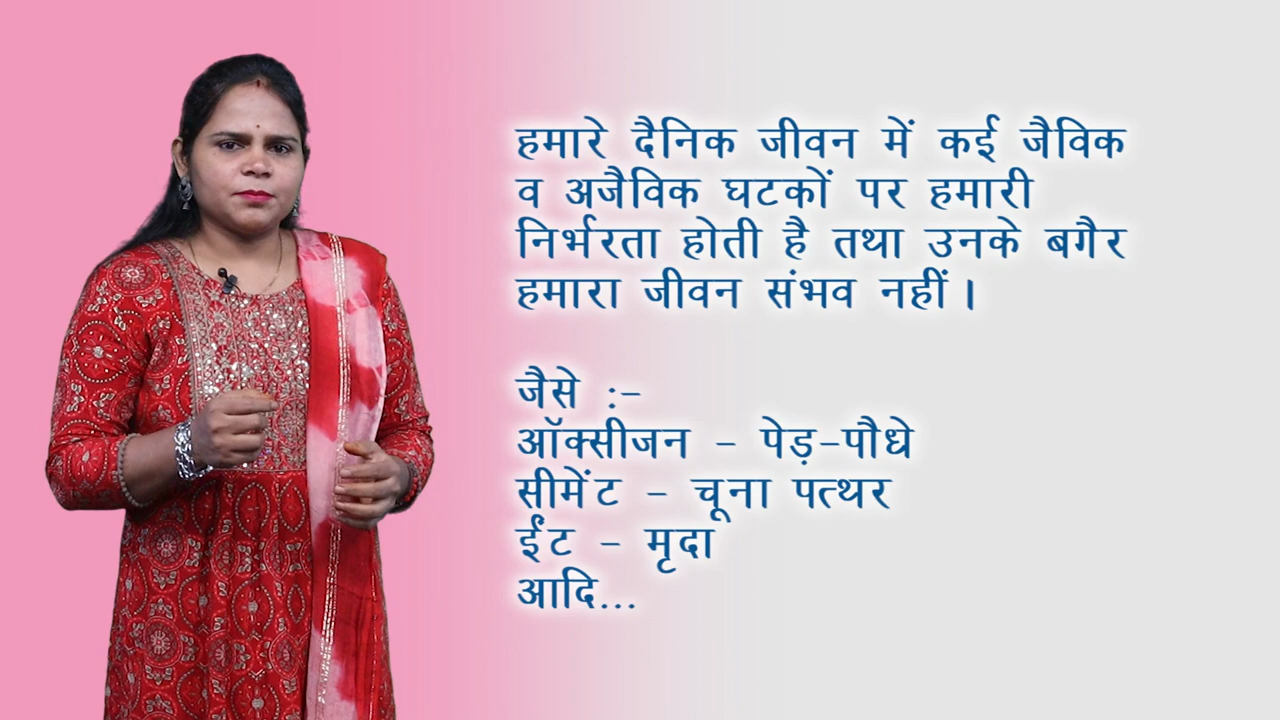 हमारे दैनिक जीवन में कई जैविक
व अजैविक घटकों पर हमारी
निर्भरता होती है तथा उनके बगैर
हमारा जीवन संभव नहीं।
जैसे :-
ऑक्सीजन - पेड़-पौधे
सीमेंट - चूना पत्थर
ईंट - मृदा
आदि...